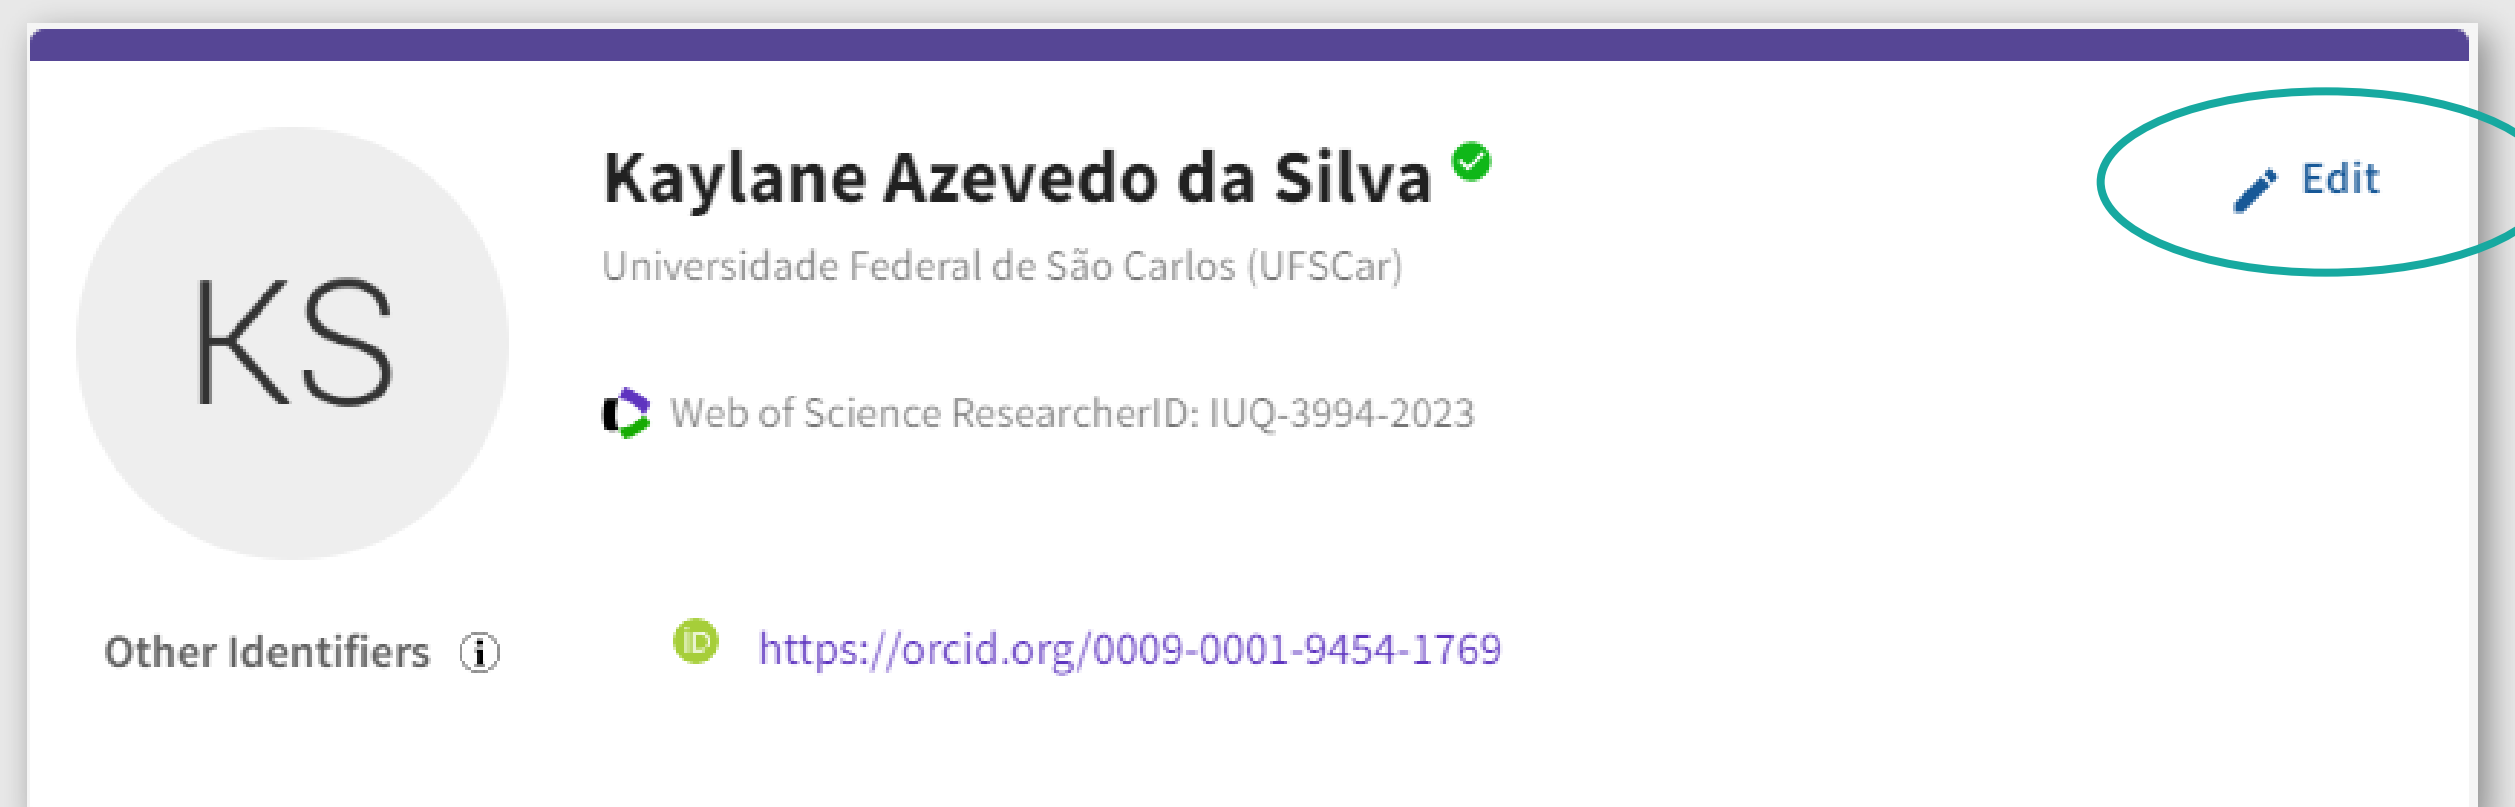 Kaylane Azevedo da Silva
Edit
Universidade Federal de São Carlos (UFSCar)
KS
Web of Science ResearcherID: IUQ-3994-2023
Other Identifiers
iD https://orcid.org/0009-0001-9454-1769